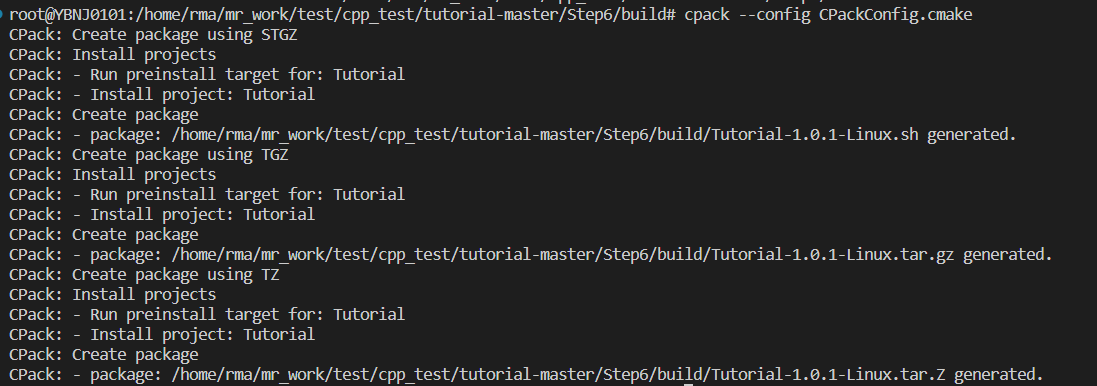 root@YBNJ0101:/home/rma/mr_work/test/cpp_test/tutorial-master/Step6/build# cpack --config CPackConfig.cmake
CPack: Create package using STGZ
CPack: Install projects
CPack: - Run preinstall target for: Tutorial
CPack: - Install project: Tutorial
CPack: Create package
CPack: - package: /home/rma/mr_work/test/cpp_test/tutorial-master/Step6/build/Tutorial-1.0.1-Linux.sh generated.
CPack: Create package using TGZ
CPack: Install projects
CPack: - Run preinstall target for: Tutorial
CPack: - Install project: Tutorial
CPack: Create package
CPack: - package: /home/rma/mr_work/test/cpp_test/tutorial-master/Step6/build/Tutorial-1.0.1-Linux.tar.gz generated.
CPack: Create package using TZ
CPack: Install projects
CPack: - Run preinstall target for: Tutorial
CPack: - Install project: Tutorial
CPack: Create package
CPack: - package: /home/rma/mr_work/test/cpp_test/tutorial-master/Step6/build/Tutorial-1.0.1-Linux.tar.Z generated.